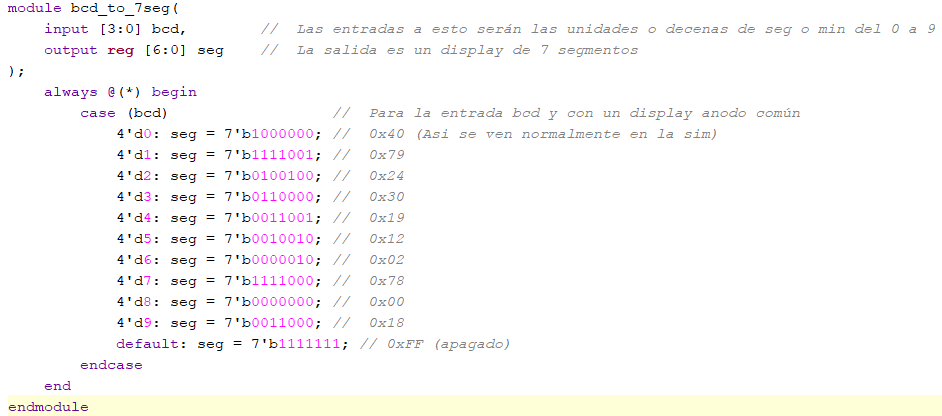 module bcd_to_7seg(
    input [3:0] bcd,        //  Las entradas a esto serán las unidades o decenas de seg o min del 0 a 9
    output reg [6:0] seg    //  La salida es un display de 7 segmentos
);
    always @(*) begin
        case (bcd)                  //  Para la entrada bcd y con un display anodo común
            4'd0: seg = 7'b1000000; //  0x40 (Asi se ven normalmente en la sim)
            4'd1: seg = 7'b1111001; //  0x79
            4'd2: seg = 7'b0100100; //  0x24
            4'd3: seg = 7'b0110000; //  0x30
            4'd4: seg = 7'b0011001; //  0x19
            4'd5: seg = 7'b0010010; //  0x12
            4'd6: seg = 7'b0000010; //  0x02
            4'd7: seg = 7'b1111000; //  0x78
            4'd8: seg = 7'b0000000; //  0x00
            4'd9: seg = 7'b0011000; //  0x18
            default: seg = 7'b1111111; // 0xFF (apagado)
        endcase
    end
endmodule